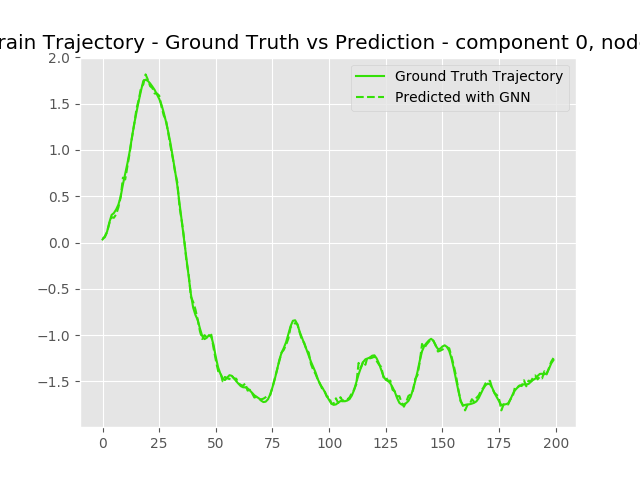 rain Trajectory - Ground Truth vs Prediction - component 0, nod
Ground Truth Trajectory
Predicted with GNN
2.0
1.5
1.0
0.5
0.0
−0.5
−1.0
−1.5
0 25 50 75 100 125 150 175 200